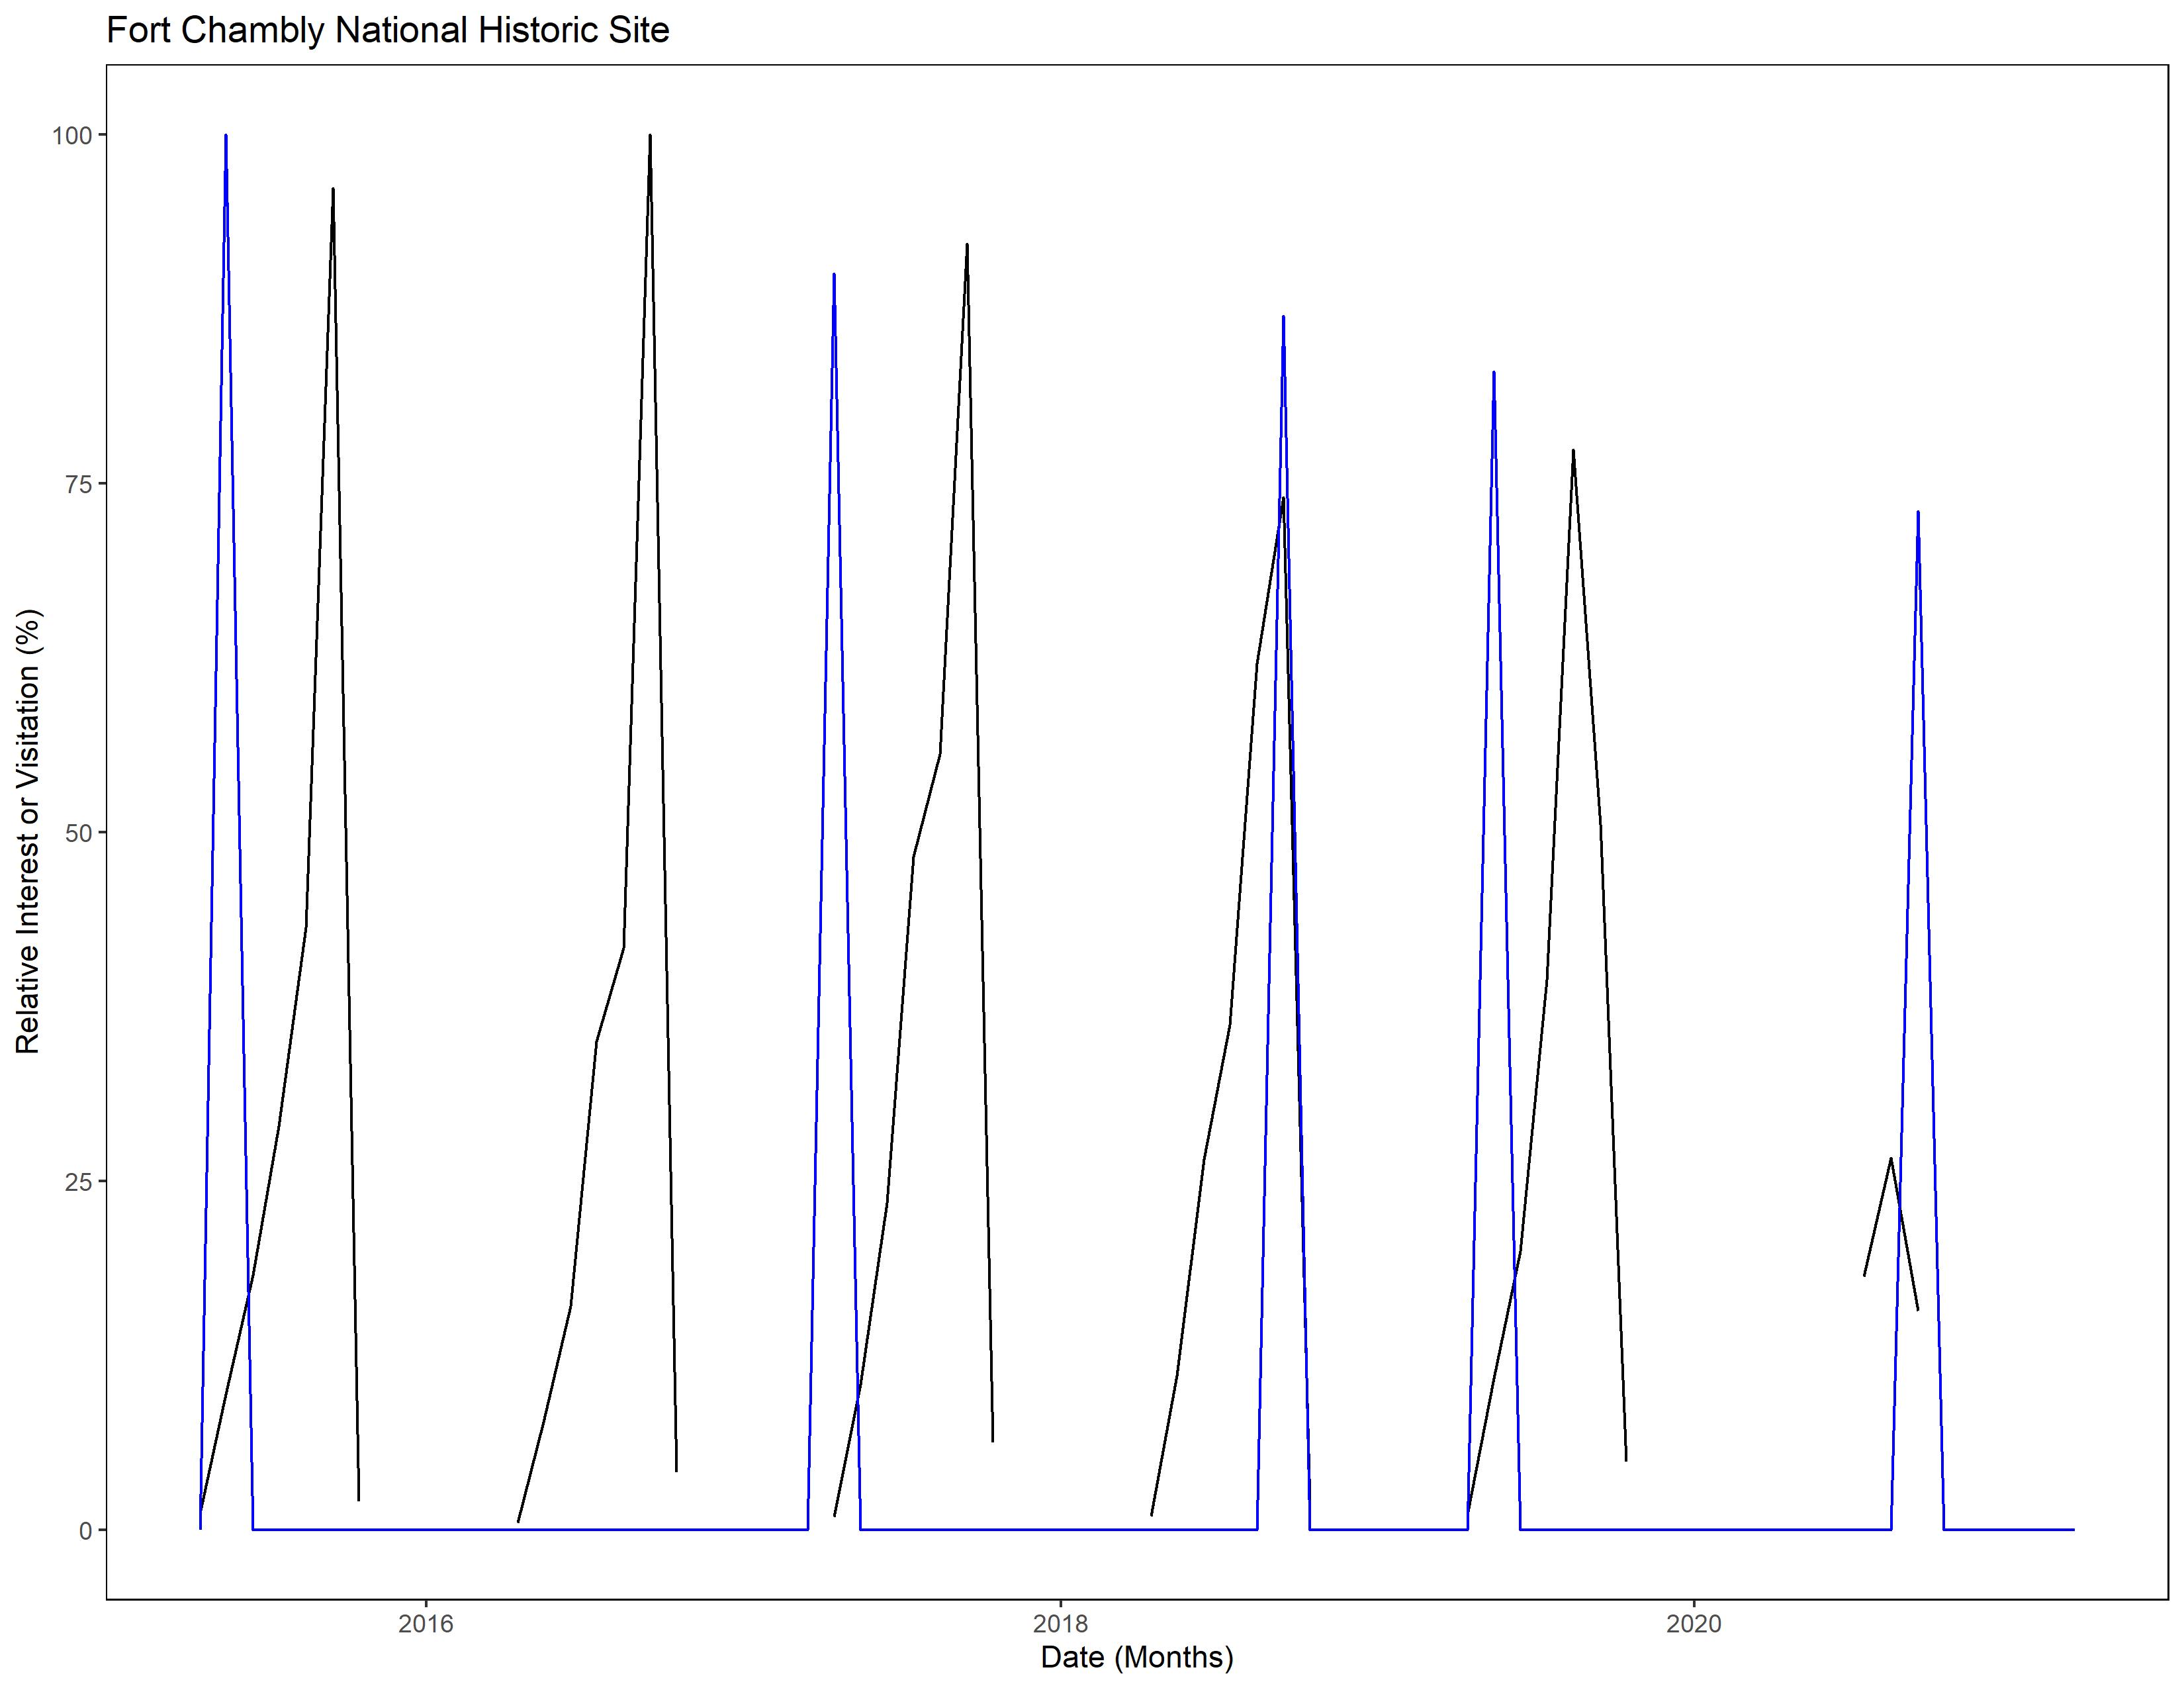 Fort Chambly National Historic Site
100
75
50
25
0
Relative Interest or Visitation (%)
2016
2018
2020
Date (Months)